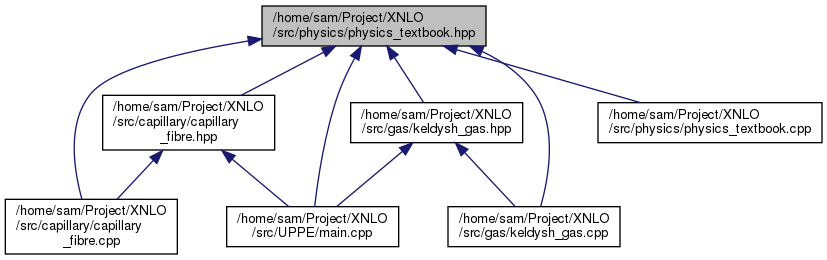 /home/sam/Project/XNLO
/src/physics/physics_textbook.hpp
/home/sam/Project/XNLO
/src/capillary/capillary
_fibre.hpp
/home/sam/Project/XNLO
/src/gas/keldysh_gas.hpp
/home/sam/Project/XNLO
/src/physics/physics_textbook.cpp
/home/sam/Project/XNLO
/src/capillary/capillary
_fibre.cpp
/home/sam/Project/XNLO
/src/UPPE/main.cpp
/home/sam/Project/XNLO
/src/gas/keldysh_gas.cpp